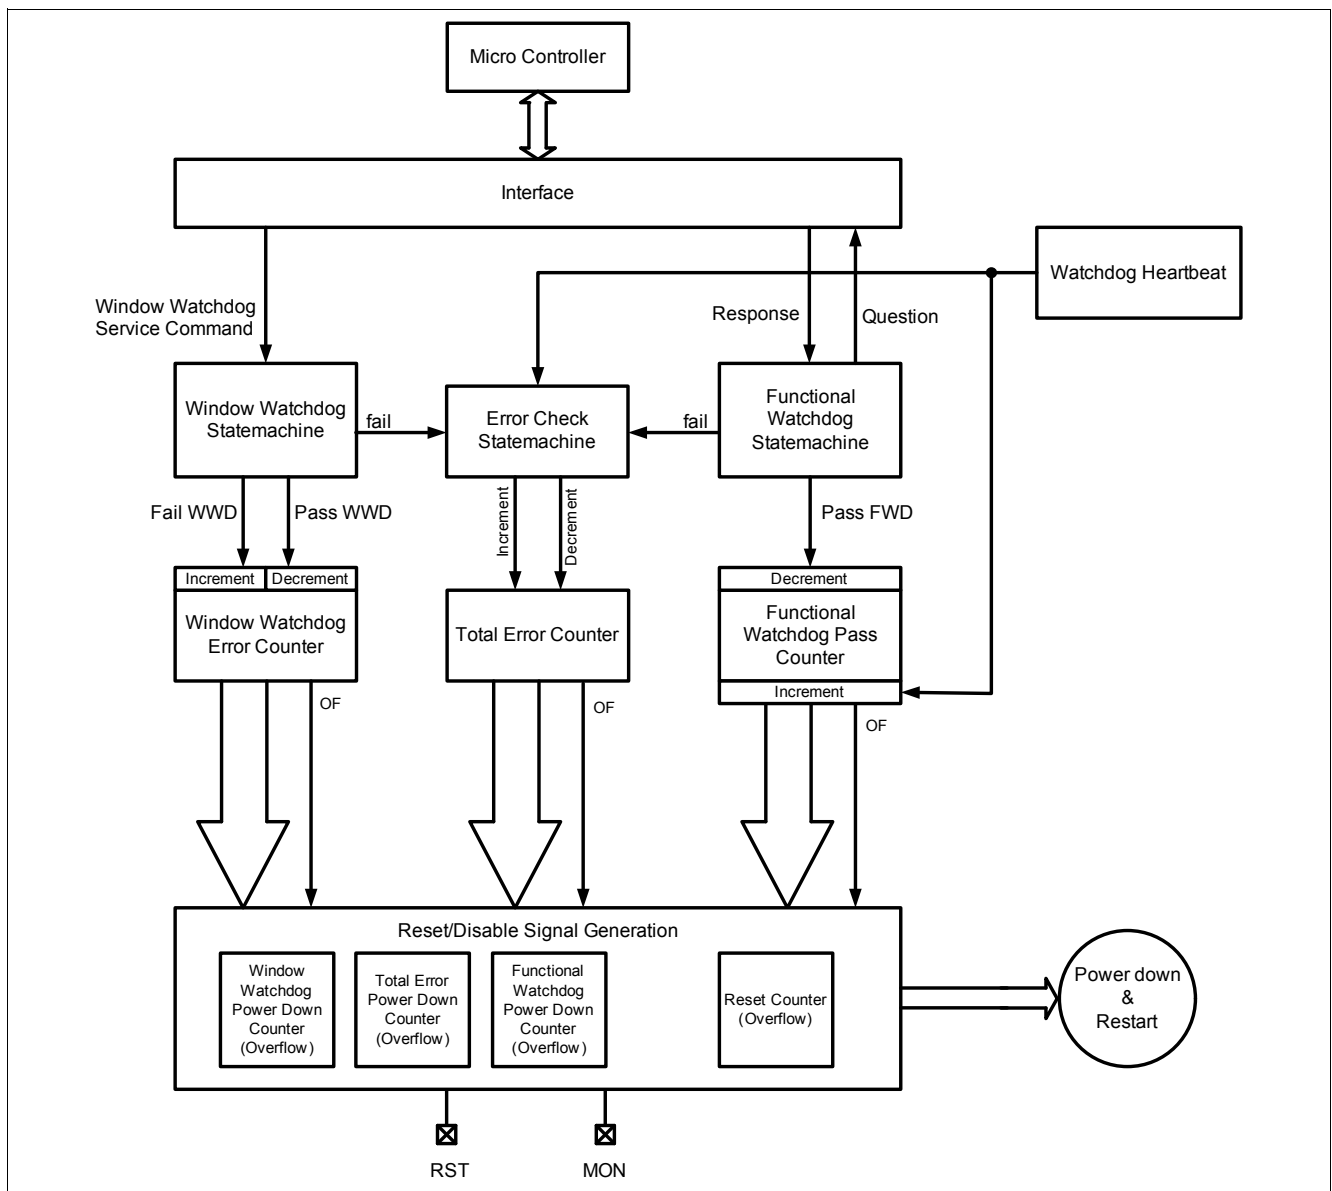 Micro Controller
Interface
Watchdog Heartbeat
Window Watchdog
Service Command
Response
Question
Window Watchdog
Statemachine
fail
Error Check
Statemachine
fail
Functional
Watchdog
Statemachine
Fail WWD
Pass WWD
Increment
Decrement
Pass FWD
Increment
Decrement
Window Watchdog
Error Counter
Total Error Counter
Decrement
Functional
Watchdog Pass
Counter
Increment
OF
OF
OF
Reset/Disable Signal Generation
Window
Watchdog
Power Down
Counter
(Overflow)
Total Error
Power Down
Counter
(Overflow)
Functional
Watchdog
Power Down
Counter
(Overflow)
Reset Counter
(Overflow)
Power down
&
Restart
RST
MON